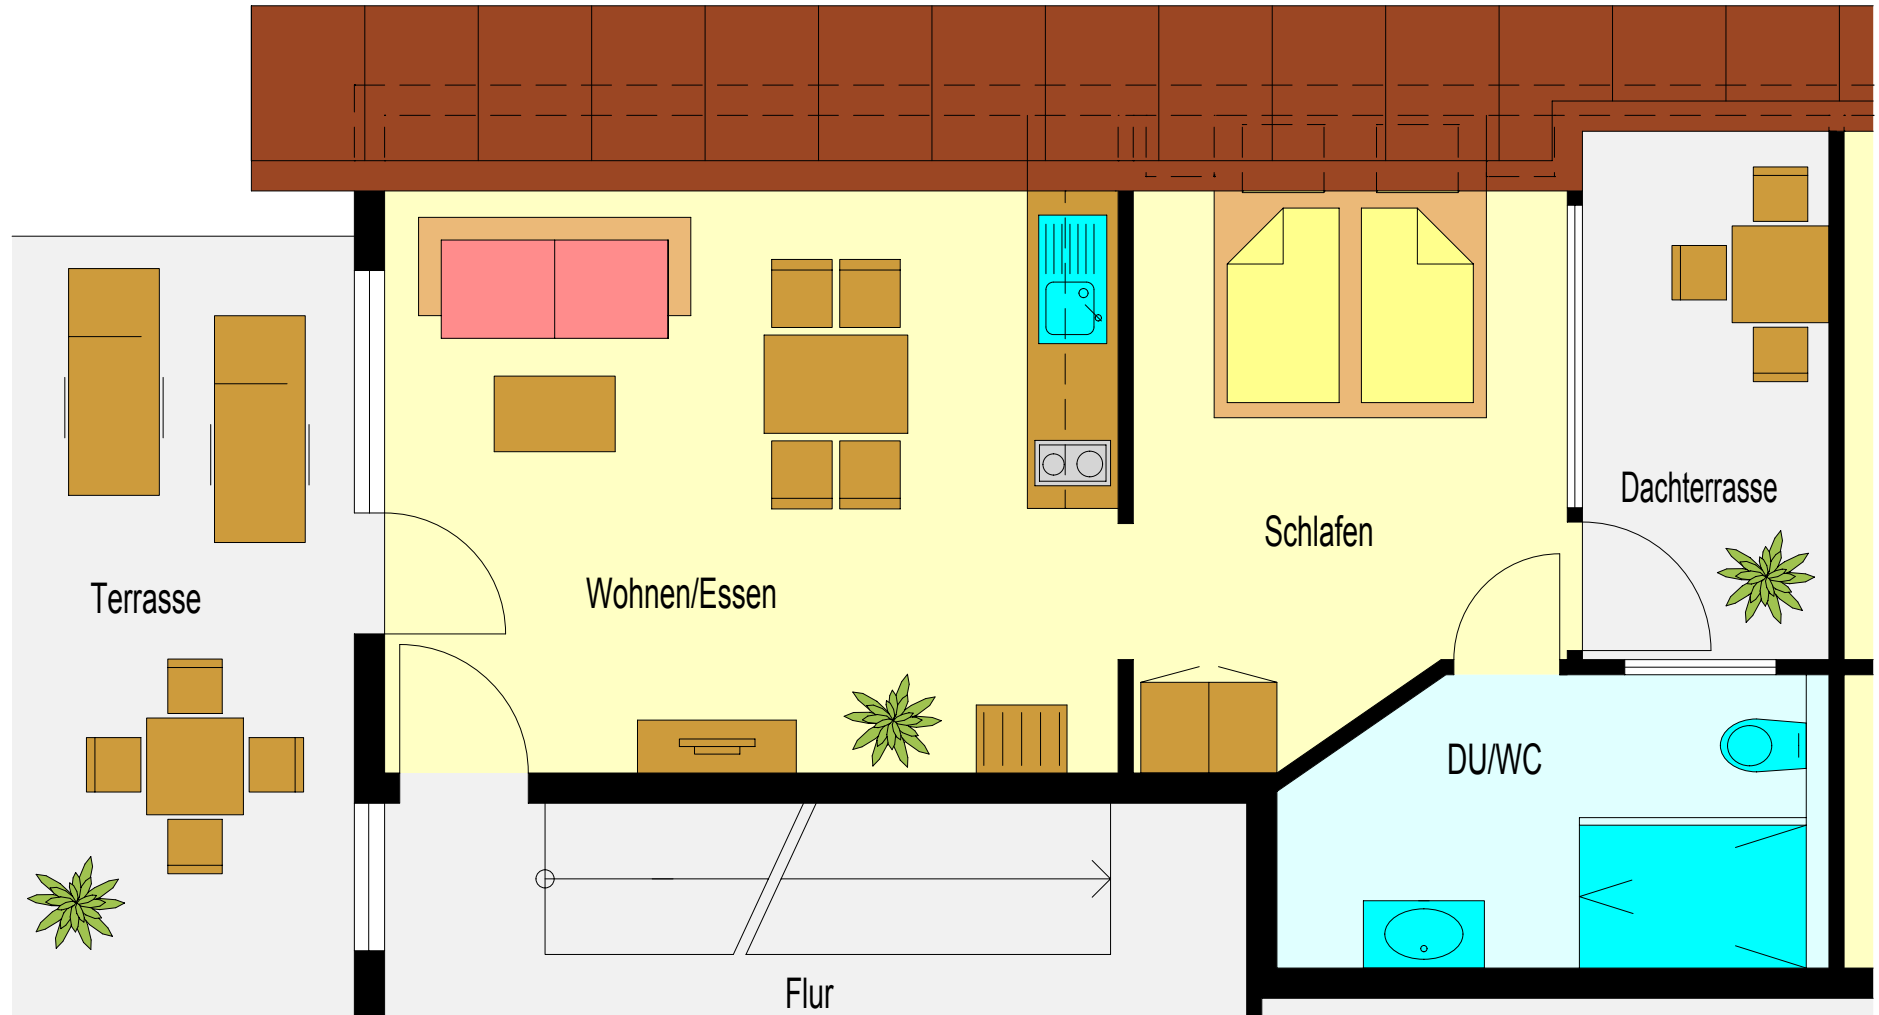 Dachterrasse
Schlafen
Wohnen/Essen
Terrasse
DU/WC
Flur